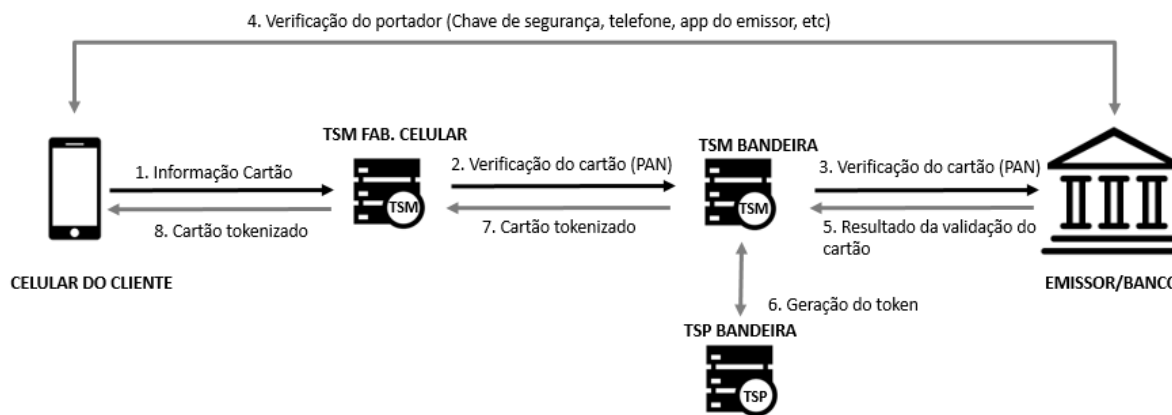 4. Verificação do portador (Chave de segurança, telefone, app do emissor, etc)
TSM FAB. CELULAR
TSM BANDEIRA
1. Informação Cartão
2. Verificação do cartão (PAN)
3. Verificação do cartão (PAN)
TSM
TSM
8. Cartão tokenizado
7. Cartão tokenizado
5. Resultado da validação do
cartão
CELULAR DO CLIENTE
EMISSOR/BANCO
6. Geração do token
TSP BANDEIRA
TSP